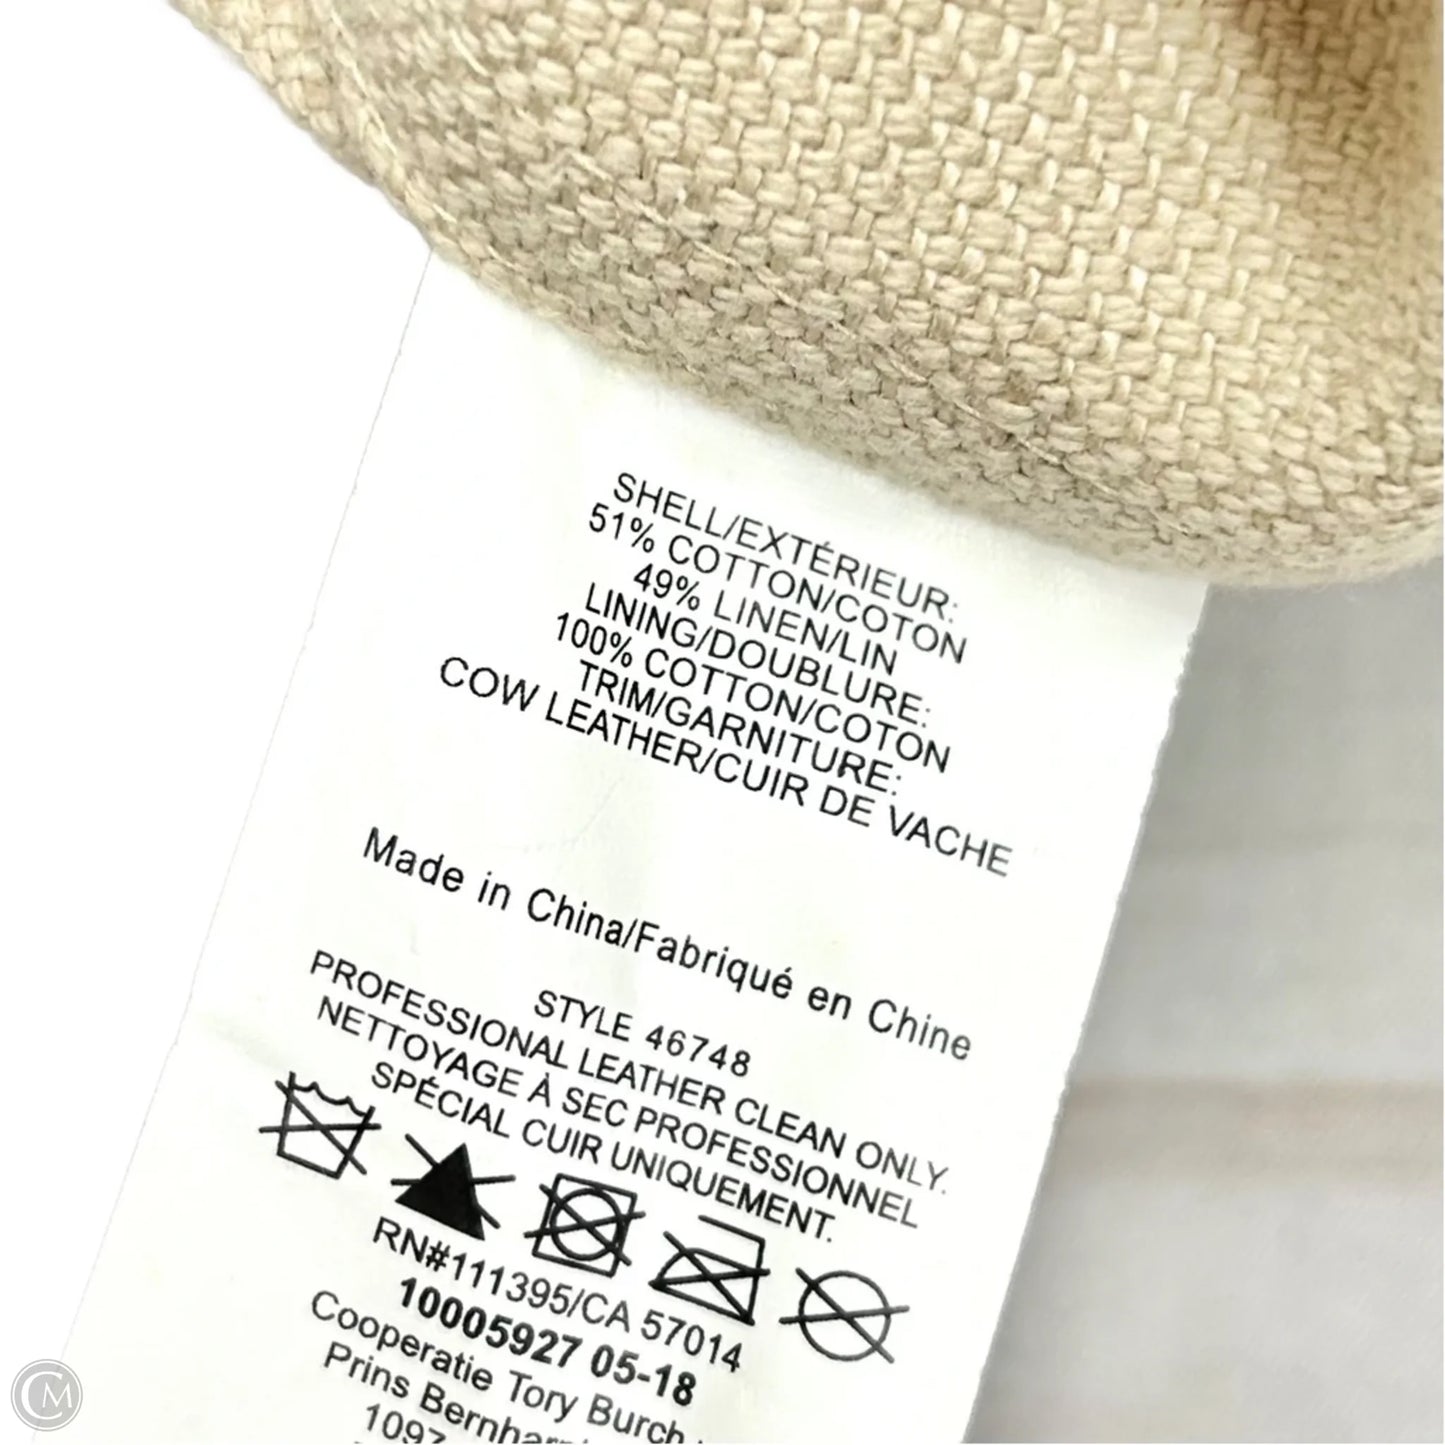 SHELL/EXTÉRIEUR:
51% COTTON/COTON
49% LINEN/LIN
LINING/DOUBLURE:
100% COTTON/COTON
TRIM/GARNITURE:
COW LEATHER/CUIR DE VACHE
Made in China/Fabriqué en Chine
STYLE 46748
PROFESSIONAL LEATHER CLEAN ONLY.
NETTOYAGE À SEC PROFESSIONNEL
SPÉCIAL CUIR UNIQUEMENT.
RN#111395/CA 57014
10005927 05-18
Cooperatie Tory Burch
Prins
CM